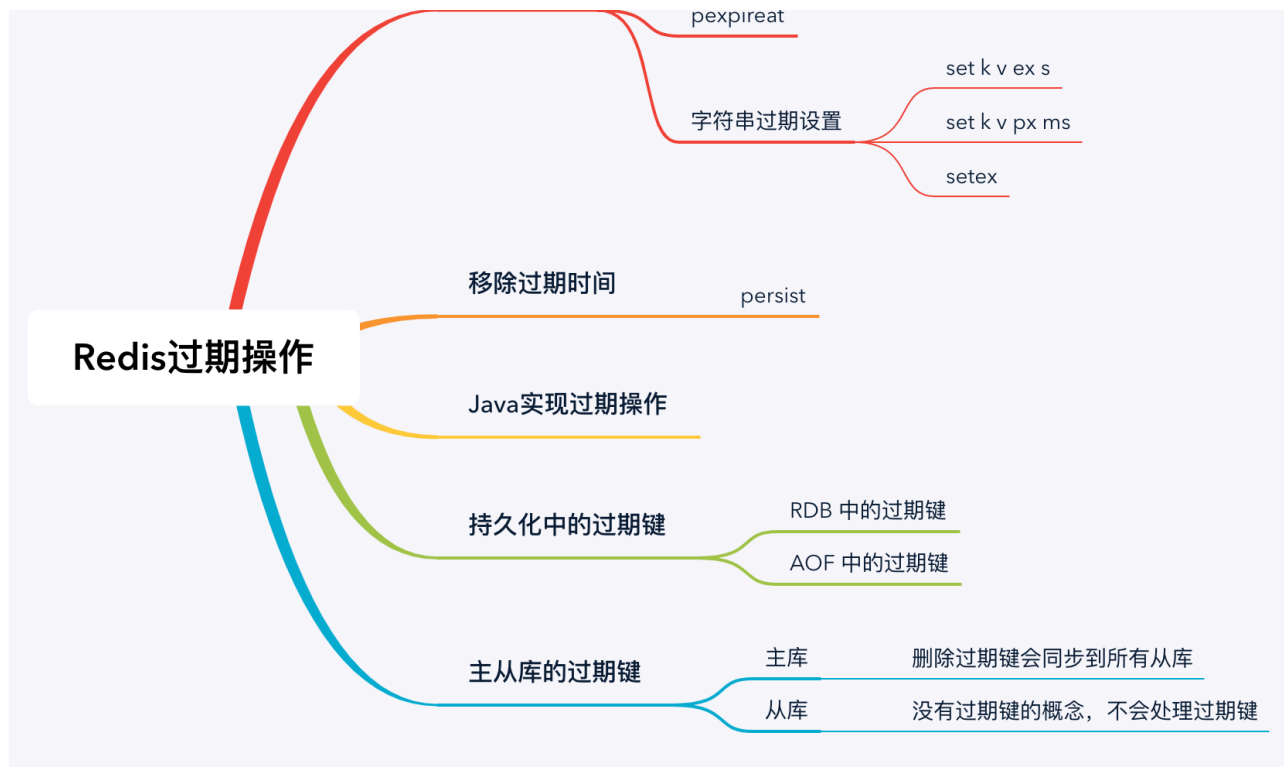 pexpireat
字符串过期设置
set k v ex s
set k v px ms
setex
移除过期时间
persist
Redis过期操作
Java实现过期操作
持久化中的过期键
RDB 中的过期键
AOF 中的过期键
主从库的过期键
主库
删除过期键会同步到所有从库
从库
没有过期键的概念，不会处理过期键